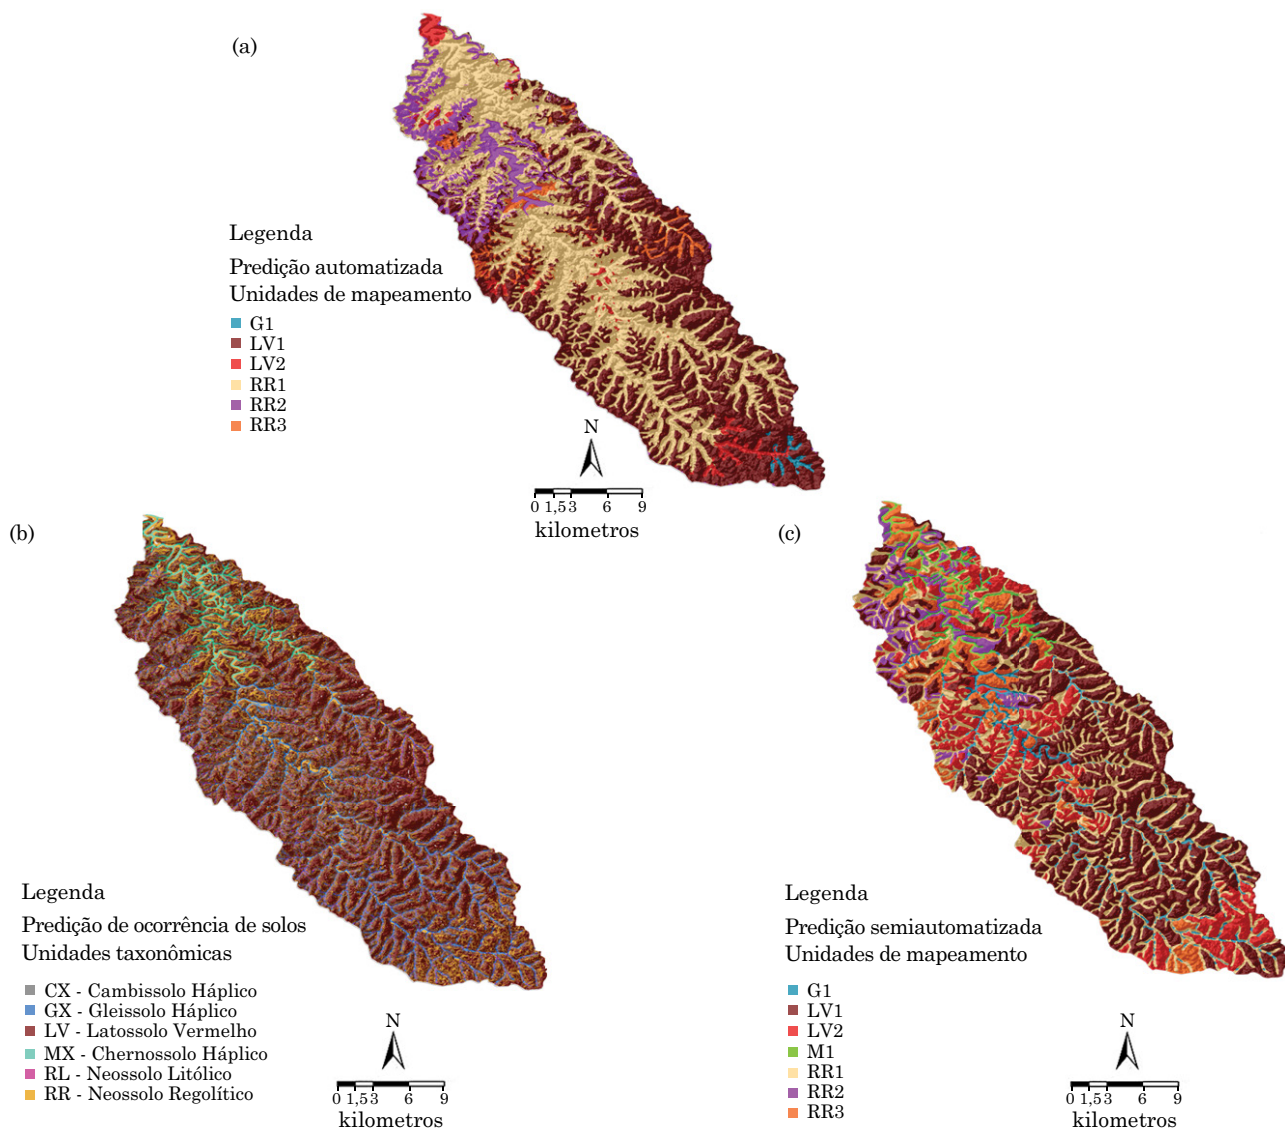 (a)
Legenda
Predição automatizada
Unidades de mapeamento
G1
LV1
LV2
RR1
RR2
RR3
N
0 1,5 3 6 9
kilometros
(b)
Legenda
Predição de ocorrência de solos
Unidades taxonômicas
CX - Cambissolo Háplico
GX - Gleissolo Háplico
LV - Latossolo Vermelho
MX - Chernossolo Háplico
RL - Neossolo Litólico
RR - Neossolo Regolítico
N
0 1,5 3 6 9
kilometros
(c)
Legenda
Predição semiautomatizada
Unidades de mapeamento
G1
LV1
LV2
M1
RR1
RR2
RR3
N
0 1,5 3 6 9
kilometros